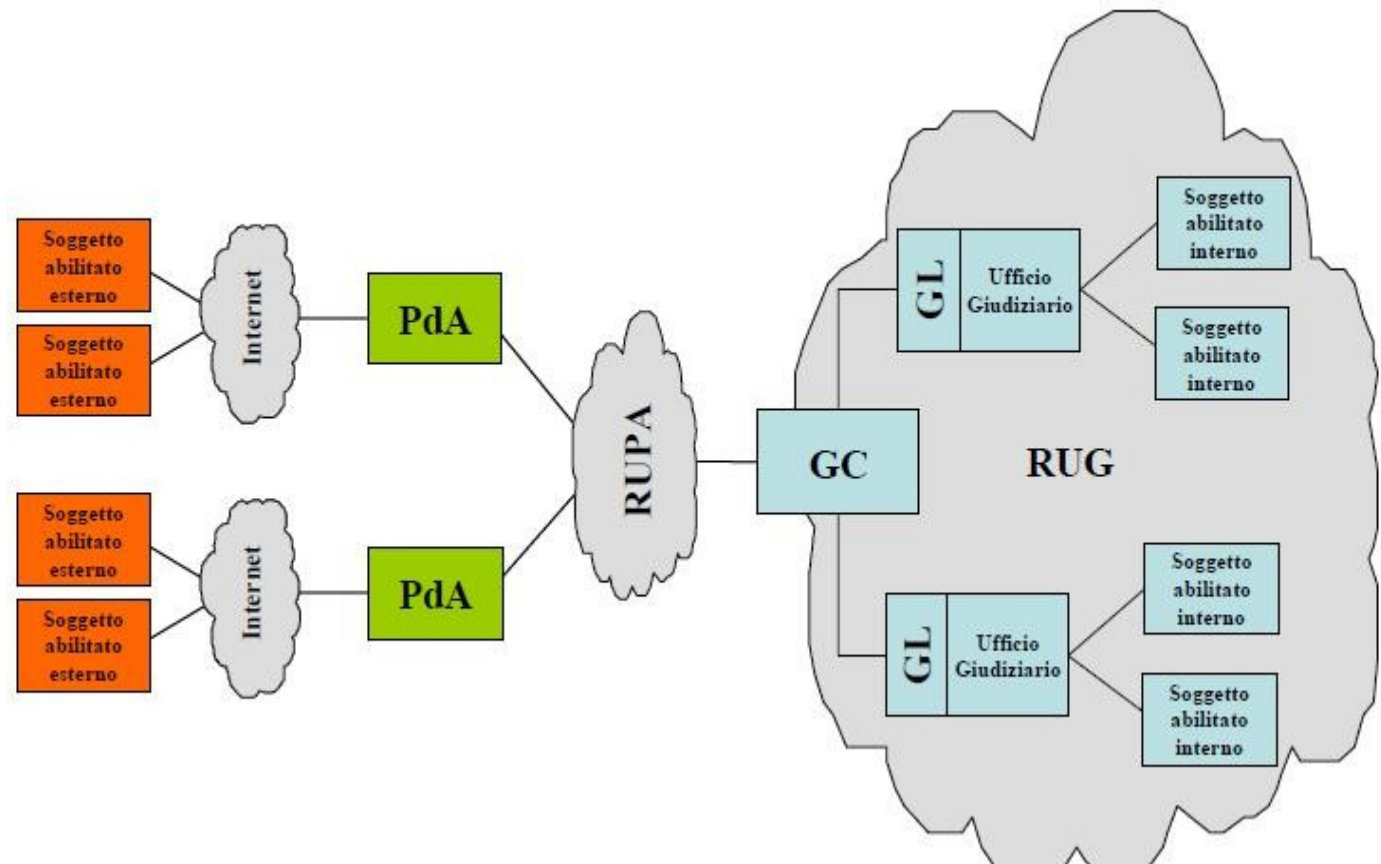 Soggetto
abilitato
esterno
Soggetto
abilitato
esterno
Internet
PdA
Soggetto
abilitato
esterno
Soggetto
abilitato
esterno
Internet
PdA
RUPA
GC
RUG
GL
Ufficio
Giudiziario
Soggetto
abilitato
interno
Soggetto
abilitato
interno
GL
Ufficio
Giudiziario
Soggetto
abilitato
interno
Soggetto
abilitato
interno